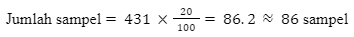 Jumlah sampel = 431 × 20/100 = 86.2 ≈ 86 sampel